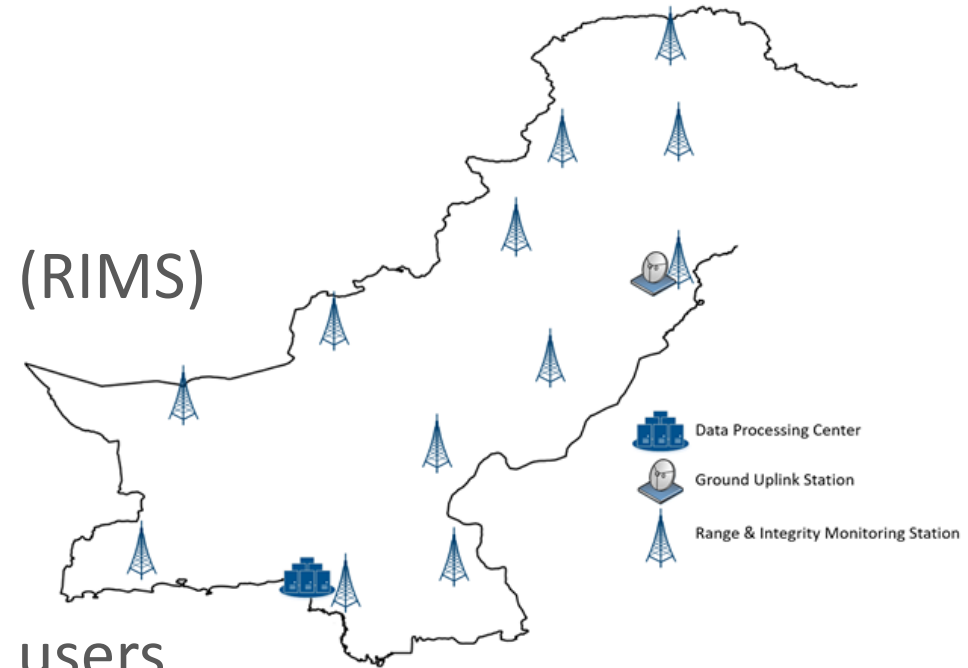 (RIMS)
Data Processing Center
Ground Uplink Station
Range & Integrity Monitoring Station
users